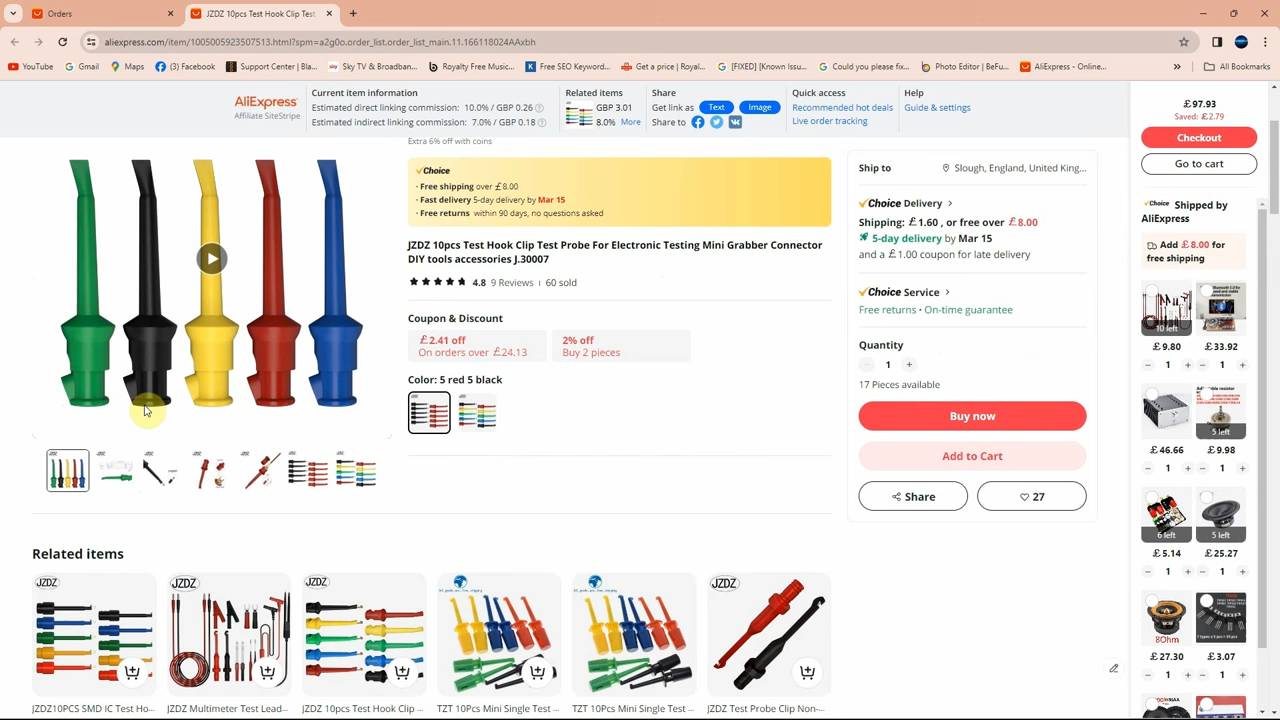 Orders
JZDZ 10pcs Test Hook Clip Test
aliexpress.com/item/1005005923507513.html?spm=a2g0o.order_list.order_list_main.11.166118024AAxbh
YouTube Gmail Maps (3) Facebook Support Center | Bla... Sky TV & Broadban... Royalty Free Music... Free SEO Keyword... Get a price | Royal... [FIXED] [Known Issu... Could you please fix... Photo Editor | BeFu... AliExpress - Online... All Bookmarks
AliExpress
Affiliate SiteStripe
Current item information
Estimated direct linking commission: 10.0% / GBP 0.26
Estimated indirect linking commission: 7.0% / GBP 0.18
Related items
GBP 3.01
8.0% More
Share
Get link as Text Image
Share to
Quick access
Recommended hot deals
Live order tracking
Help
Guide & settings
Extra 6% off with coins
Choice
· Free shipping over £8.00
· Fast delivery 5-day delivery by Mar 15
· Free returns within 90 days, no questions asked
JZDZ 10pcs Test Hook Clip Test Probe For Electronic Testing Mini Grabber Connector
DIY tools accessories J.30007
4.8 9 Reviews 60 sold
Coupon & Discount
£2.41 off
On orders over £24.13
2% off
Buy 2 pieces
Color: 5 red 5 black
Ship to Slough, England, United King...
Choice Delivery >
Shipping: £1.60 , or free over £8.00
5-day delivery by Mar 15
and a £1.00 coupon for late delivery
Choice Service >
Free returns · On-time guarantee
Quantity
- 1 +
17 Pieces available
Buy now
Add to Cart
Share
27
Related items
JZDZ
JZDZ
JZDZ
JZDZ
JZDZ10PCS SMD IC Test Ho...
JZDZ Multimeter Test Lead...
JZDZ 10pcs Test Hook Clip ...
TZT 10Pcs Mini Single Test ...
TZT 10Pcs Mini Single Test ...
JZDZ Test Probe Clip Non-...
£97.93
Saved: £2.79
Checkout
Go to cart
Choice Shipped by
AliExpress
Add £8.00 for
free shipping
10 left
£9.80 £33.92
- 1 + - 1 +
5 left
£46.66 £9.98
- 1 + - 1 +
6 left 5 left
£5.14 £25.27
- 1 + - 1 +
8Ohm
£27.30 £3.07
- 1 + - 1 +